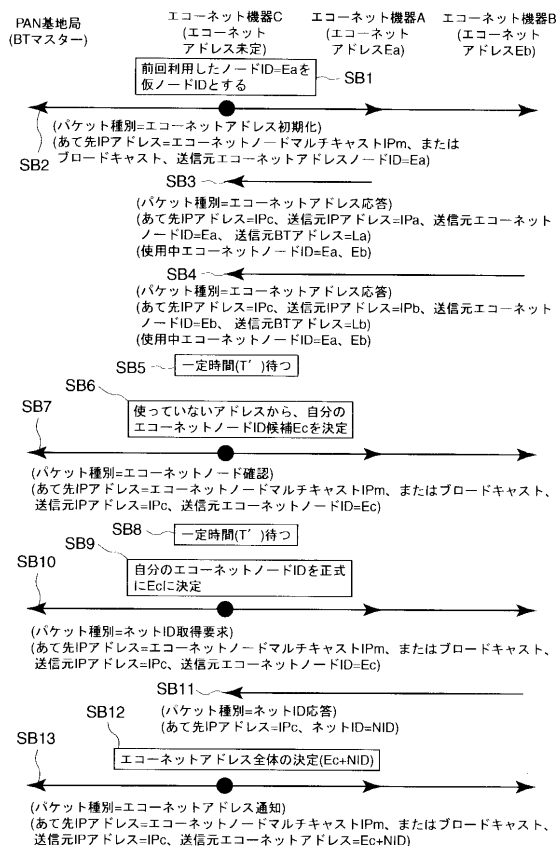 PAN基地局
(BTマスター)
エコーネット機器C
(エコーネット
アドレス未定)
エコーネット機器A
(エコーネット
アドレスEa)
エコーネット機器B
(エコーネット
アドレスEb)
前回利用したノードID=Eaを
仮ノードIDとする
SB1
SB2
(パケット種別=エコーネットアドレス初期化)
(あて先IPアドレス=エコーネットノードマルチキャストIPm、または
ブロードキャスト、送信元エコーネットアドレスノードID=Ea)
SB3
(パケット種別=エコーネットアドレス応答)
(あて先IPアドレス=IPc、送信元IPアドレス=IPa、送信元エコーネット
ノードID=Ea、送信元BTアドレス=La)
(使用中エコーネットノードID=Ea、Eb)
SB4
(パケット種別=エコーネットアドレス応答)
(あて先IPアドレス=IPc、送信元IPアドレス=IPb、送信元エコーネット
ノードID=Eb、送信元BTアドレス=Lb)
(使用中エコーネットノードID=Ea、Eb)
SB5
一定時間(T')待つ
SB6
使っていないアドレスから、自分の
エコーネットノードID候補Ecを決定
SB7
(パケット種別=エコーネットノード確認)
(あて先IPアドレス=エコーネットノードマルチキャストIPm、またはブロードキャスト、
送信元IPアドレス=IPc、送信元エコーネットノードID=Ec)
SB8
一定時間(T')待つ
SB9
自分のエコーネットノードIDを正式
にEcに決定
SB10
(パケット種別=ネットID取得要求)
(あて先IPアドレス=エコーネットノードマルチキャストIPm、またはブロードキャスト、
送信元IPアドレス=IPc、送信元エコーネットノードID=Ec)
SB11
(パケット種別=ネットID応答)
(あて先IPアドレス=IPc、ネットID=NID)
SB12
エコーネットアドレス全体の決定(Ec+NID)
SB13
(パケット種別=エコーネットアドレス通知)
(あて先IPアドレス=エコーネットノードマルチキャストIPm、またはブロードキャスト、
送信元IPアドレス=IPc、送信元エコーネットアドレス=Ec+NID)